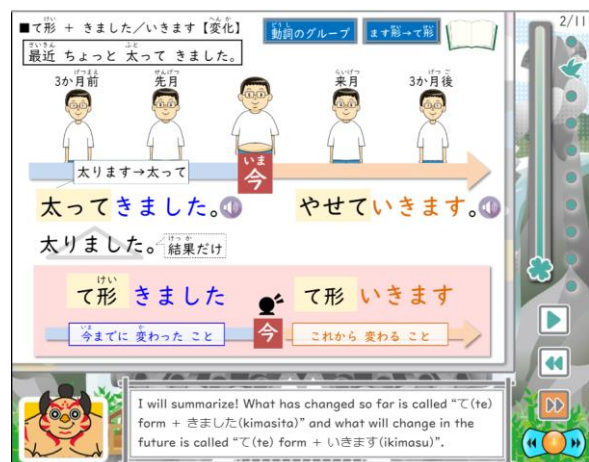 ■て形 + きました／いきます【変化】
動詞のグループ
ます形→て形
2/11
最近 ちょっと 太って きました。
3か月前
先月
来月
3か月後
太ります→太って
今
太ってきました。
やせていきます。
太りました。
結果だけ
て形 きました
て形 いきます
今までに 変わった こと
今
これから 変わる こと
I will summarize! What has changed so far is called “て(te)
form + きました(kimasita)” and what will change in the
future is called “て(te) form + いきます(ikimasu)”.